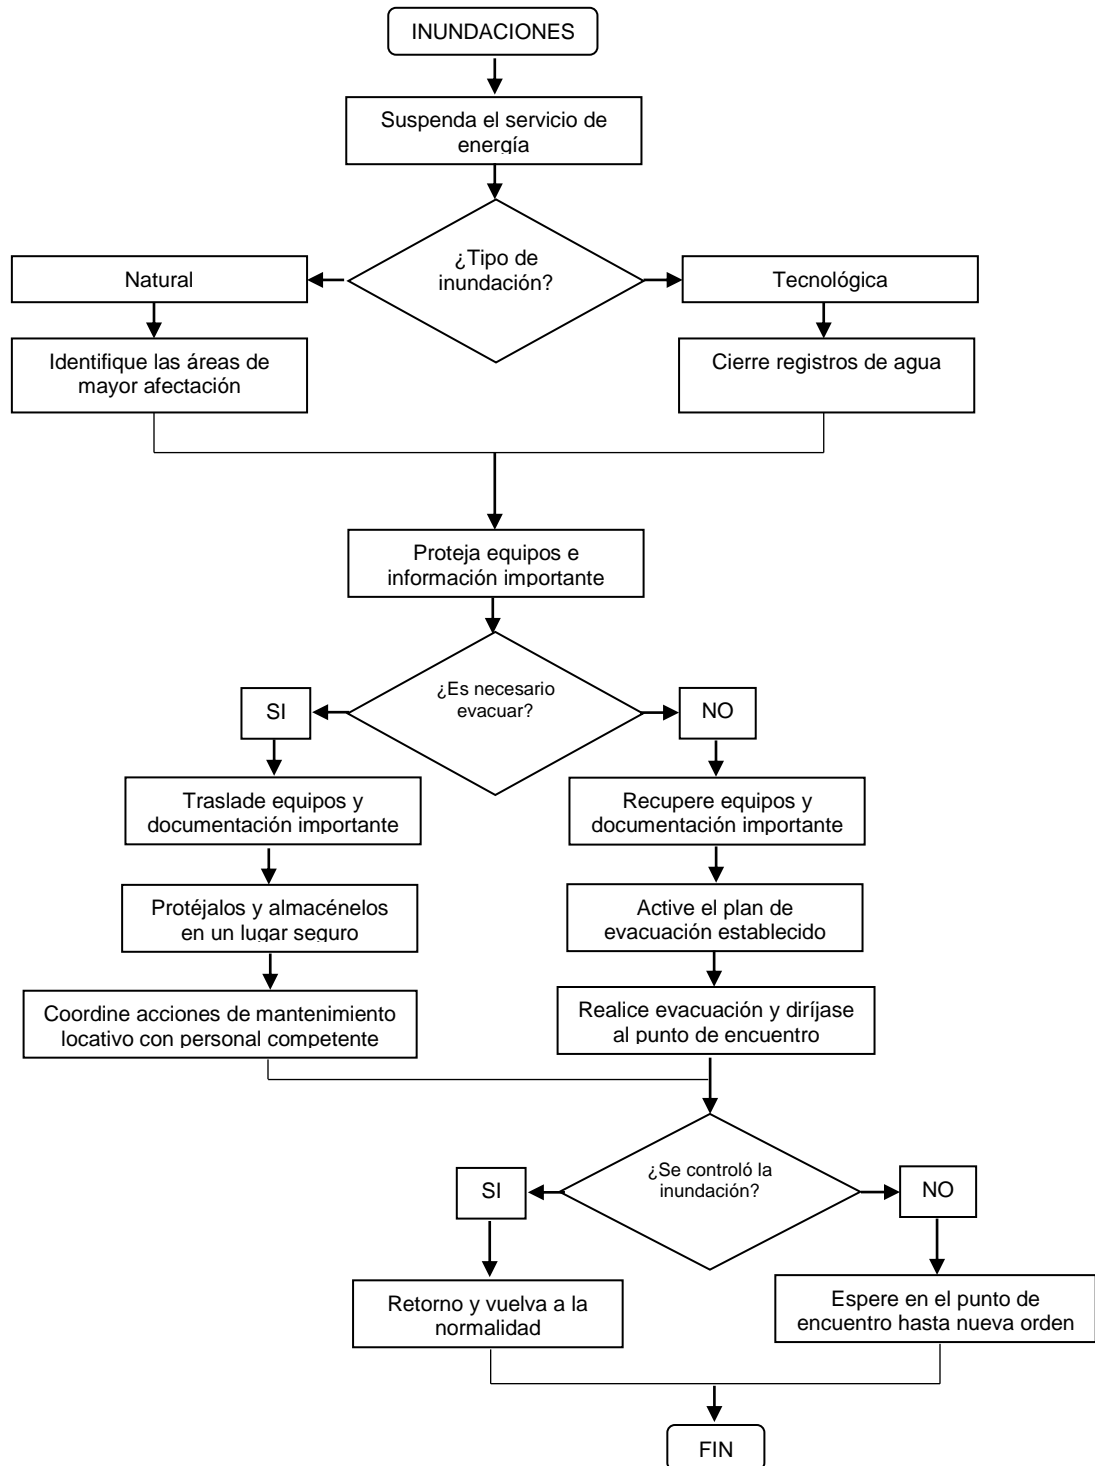 INUNDACIONES
Suspenda el servicio de
energía
¿Tipo de
inundación?
Natural
Tecnológica
Identifique las áreas de
mayor afectación
Cierre registros de agua
Proteja equipos e
información importante
¿Es necesario
evacuar?
SI
NO
Traslade equipos y
documentación importante
Recupere equipos y
documentación importante
Protéjalos y almacénelos
en un lugar seguro
Active el plan de
evacuación establecido
Coordine acciones de mantenimiento
locativo con personal competente
Realice evacuación y diríjase
al punto de encuentro
¿Se controló la
inundación?
SI
NO
Retorno y vuelva a la
normalidad
Espere en el punto de
encuentro hasta nueva orden
FIN